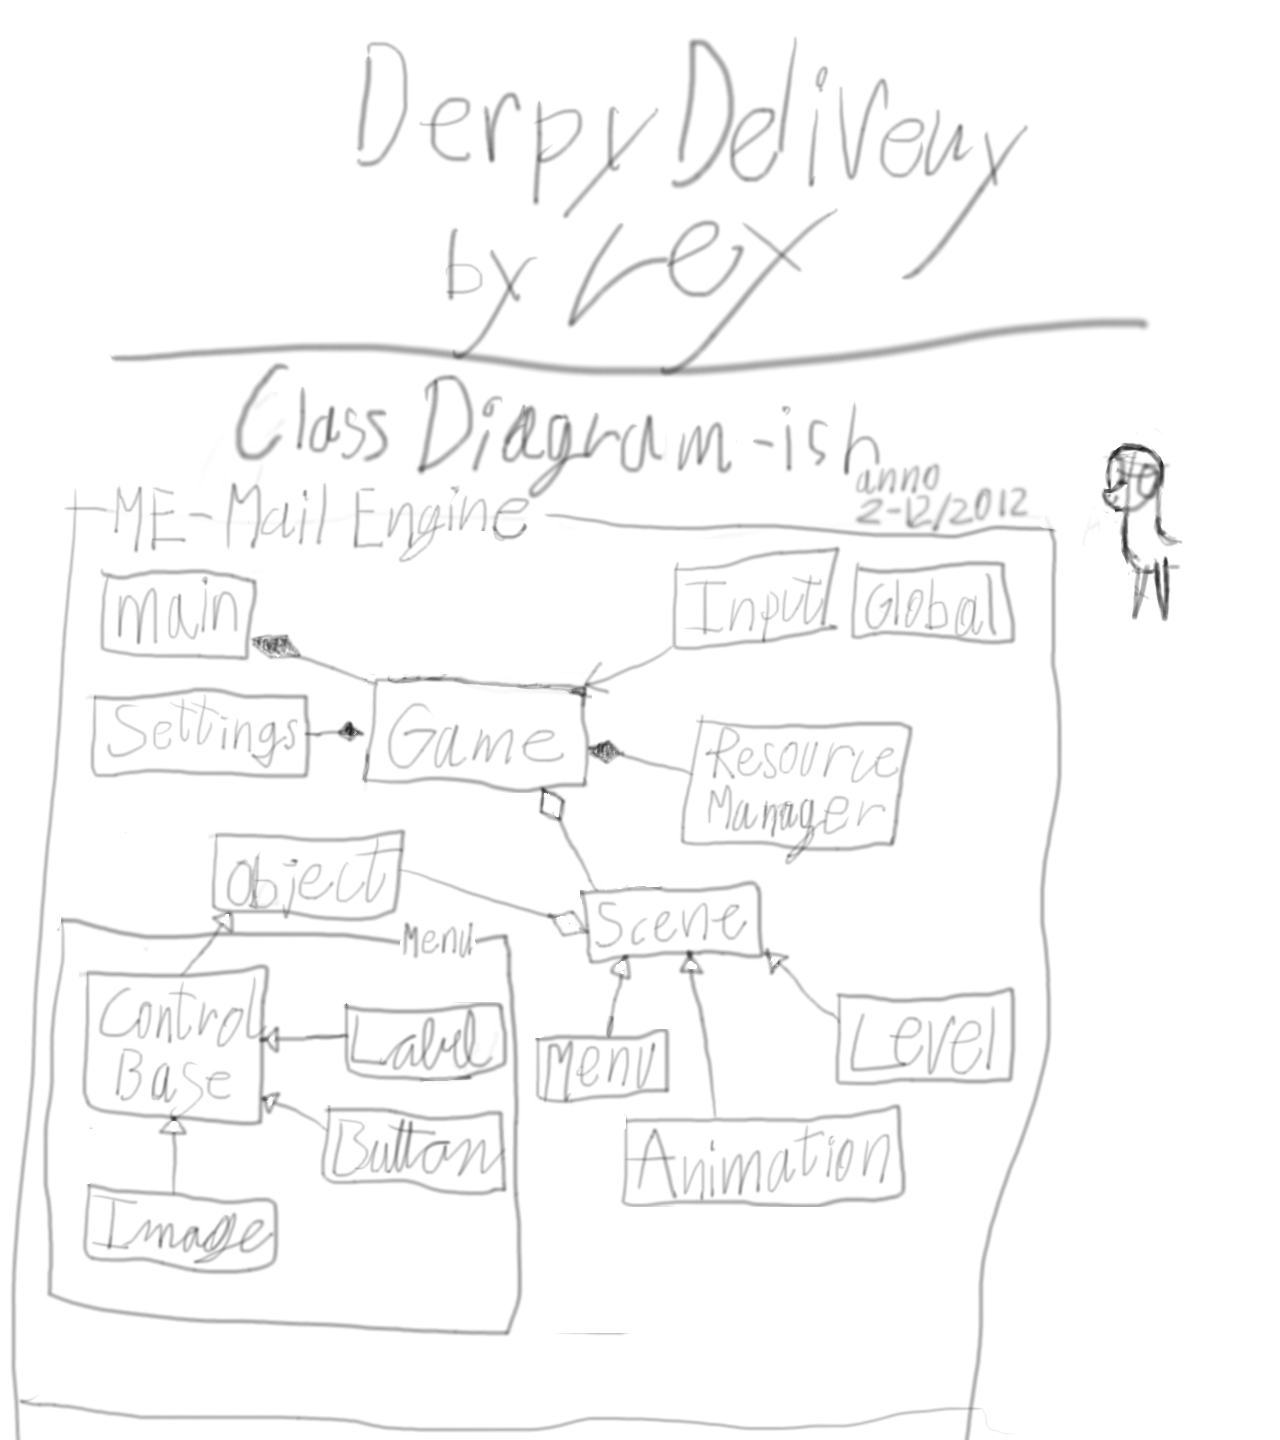 Derpy Delivery
by Lex
Class Diagram-ish
anno
2-12/2012
ME-Mail Engine
Main
Input
Global
Settings
Game
Resource
Manager
Object
Scene
Menu
Control
Base
Label
Menu
Level
Button
Animation
Image